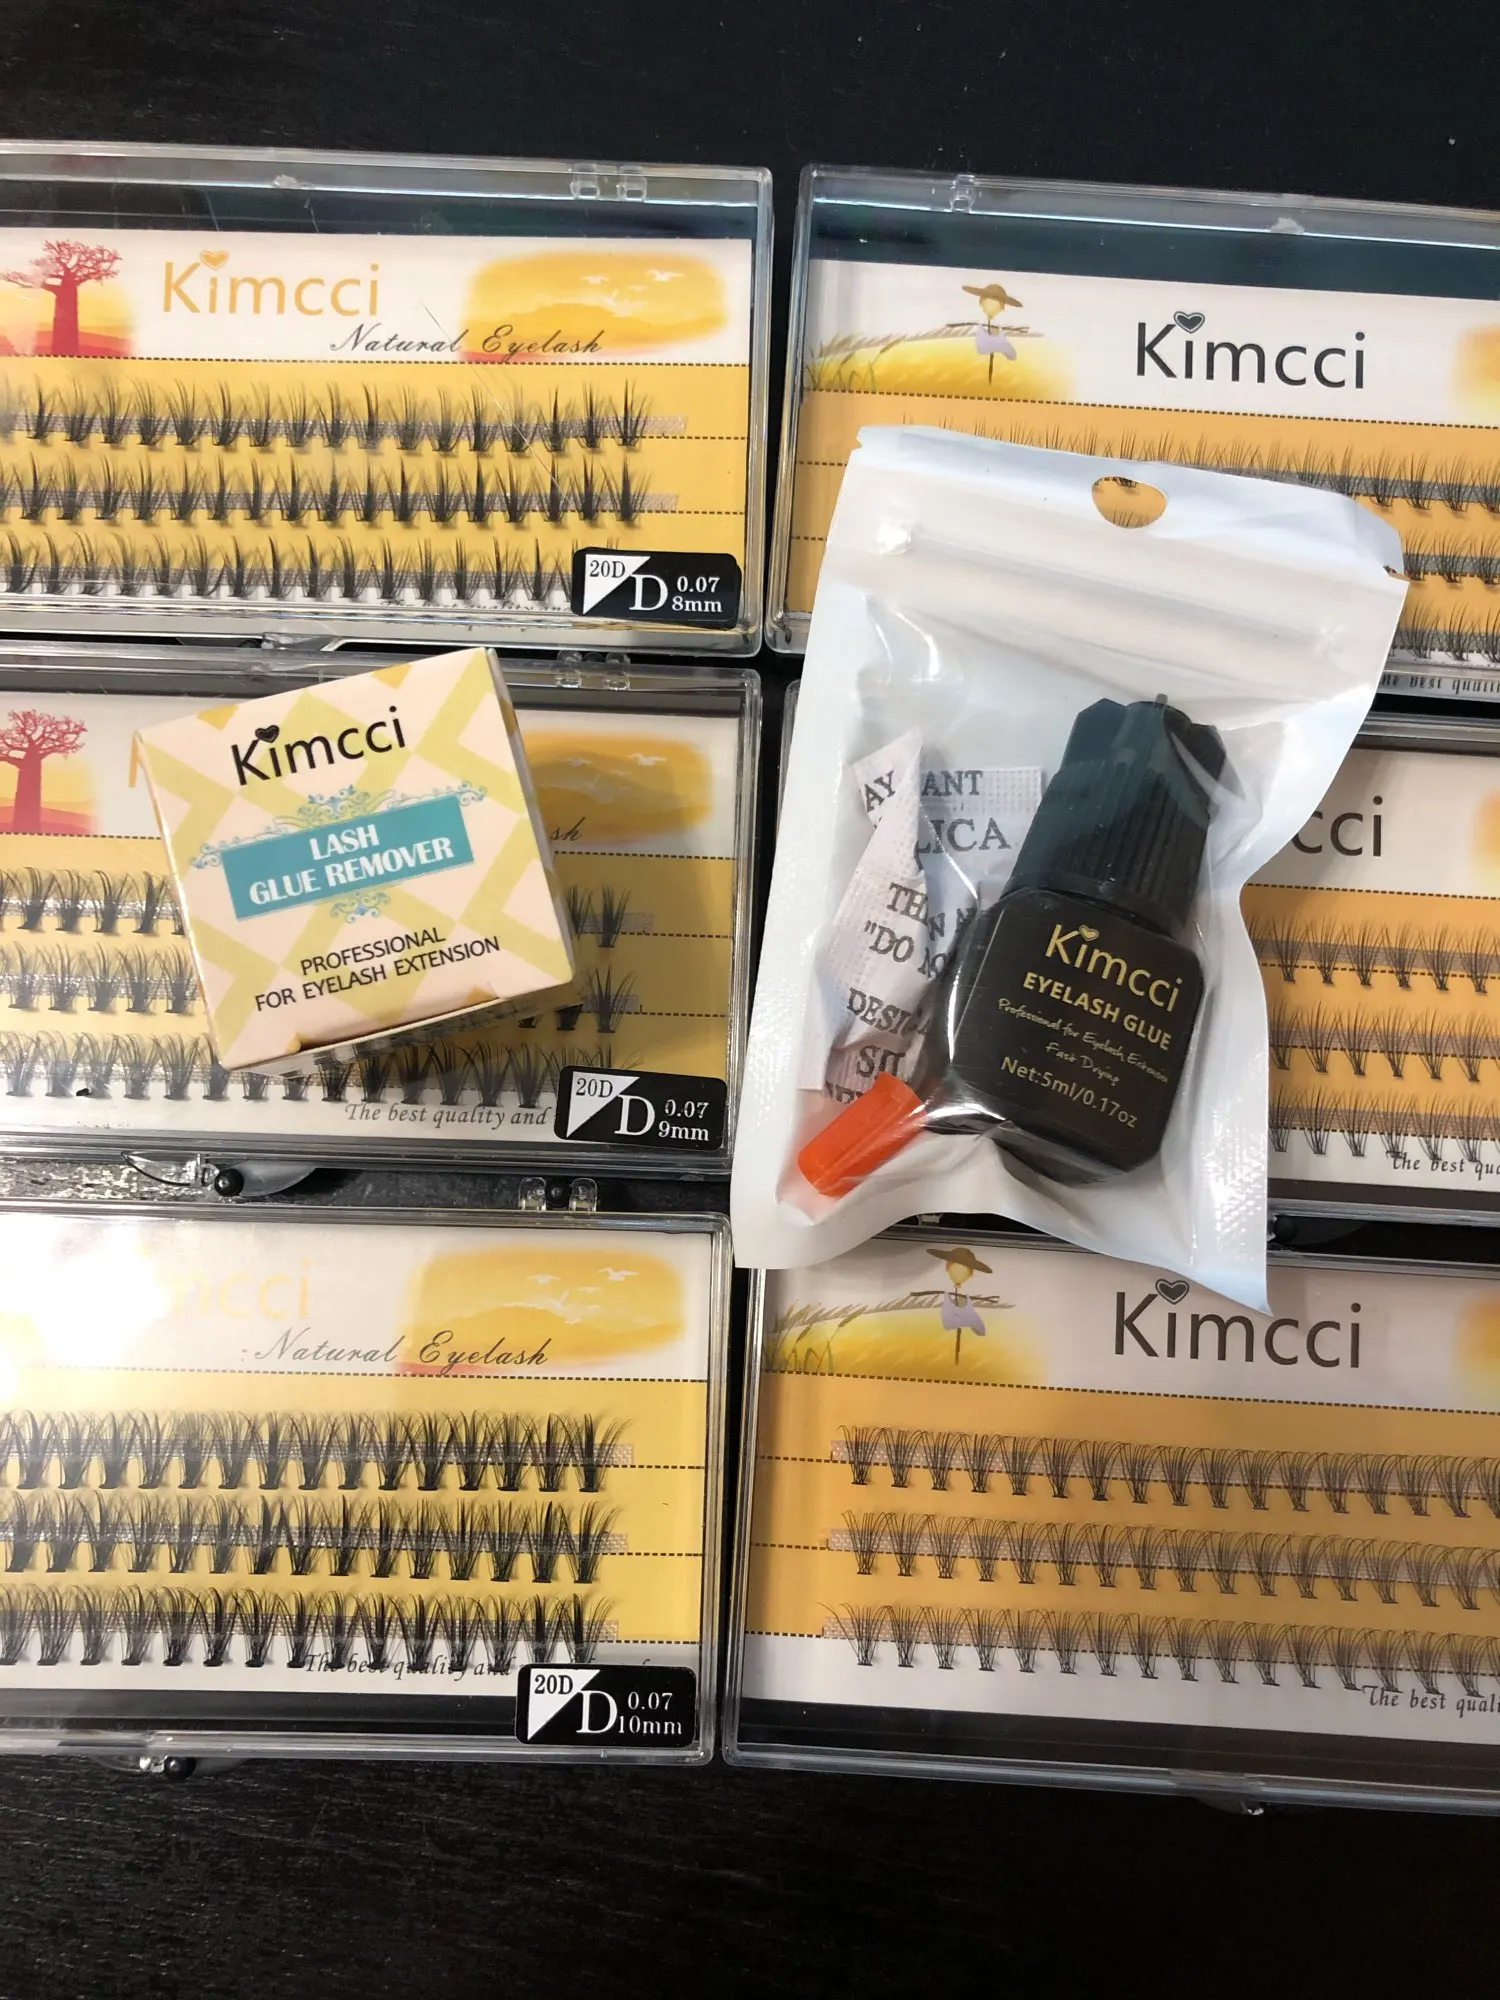 Kimcci
Natural Eyelash
20D
D
0.07
8mm
Kimcci
Kimcci
LASH
GLUE REMOVER
PROFESSIONAL
FOR EYELASH EXTENSION
The best quality and
20D
D
0.07
9mm
ANT
"DO
Kimcci
EYELASH GLUE
Professional for Eyelash Extension
Fast Drying
Net:5ml/0.17oz
cci
The best qu
Natural Eyelash
The best quality and
20D
D
0.07
10mm
Kimcci
The best quali